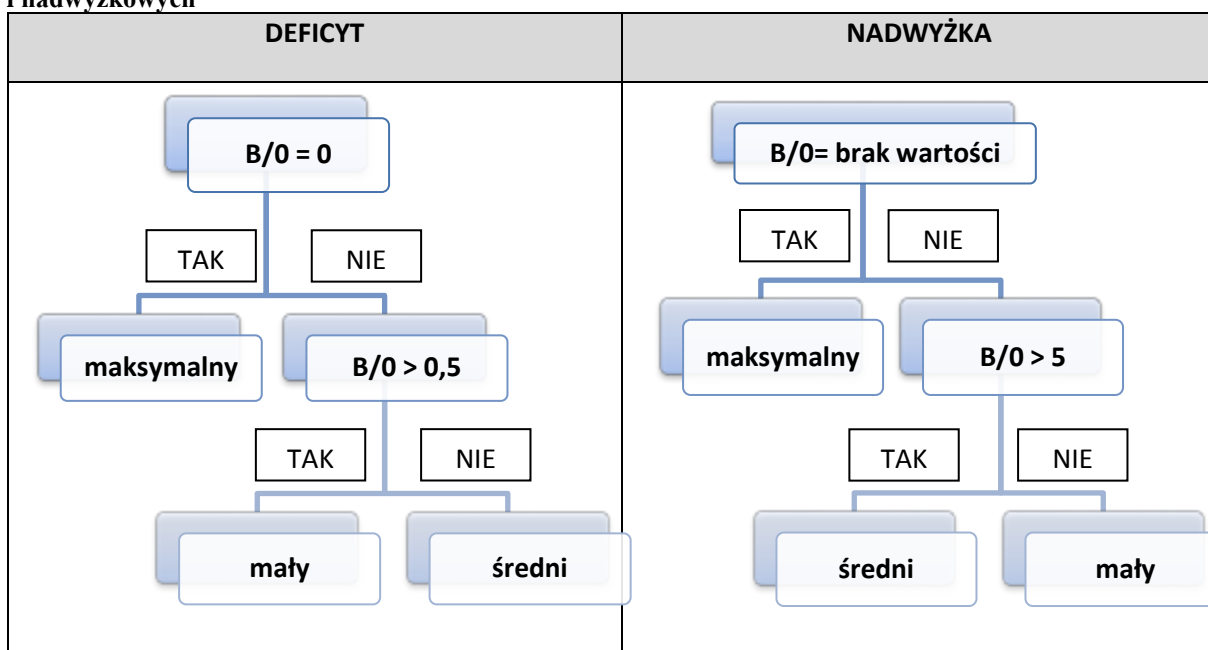 i nadwyżkowych
DEFICYT
NADWYŻKA
B/0 = 0
TAK
NIE
maksymalny
B/0 > 0,5
TAK
NIE
mały
średni
B/0= brak wartości
TAK
NIE
maksymalny
B/0 > 5
TAK
NIE
średni
mały